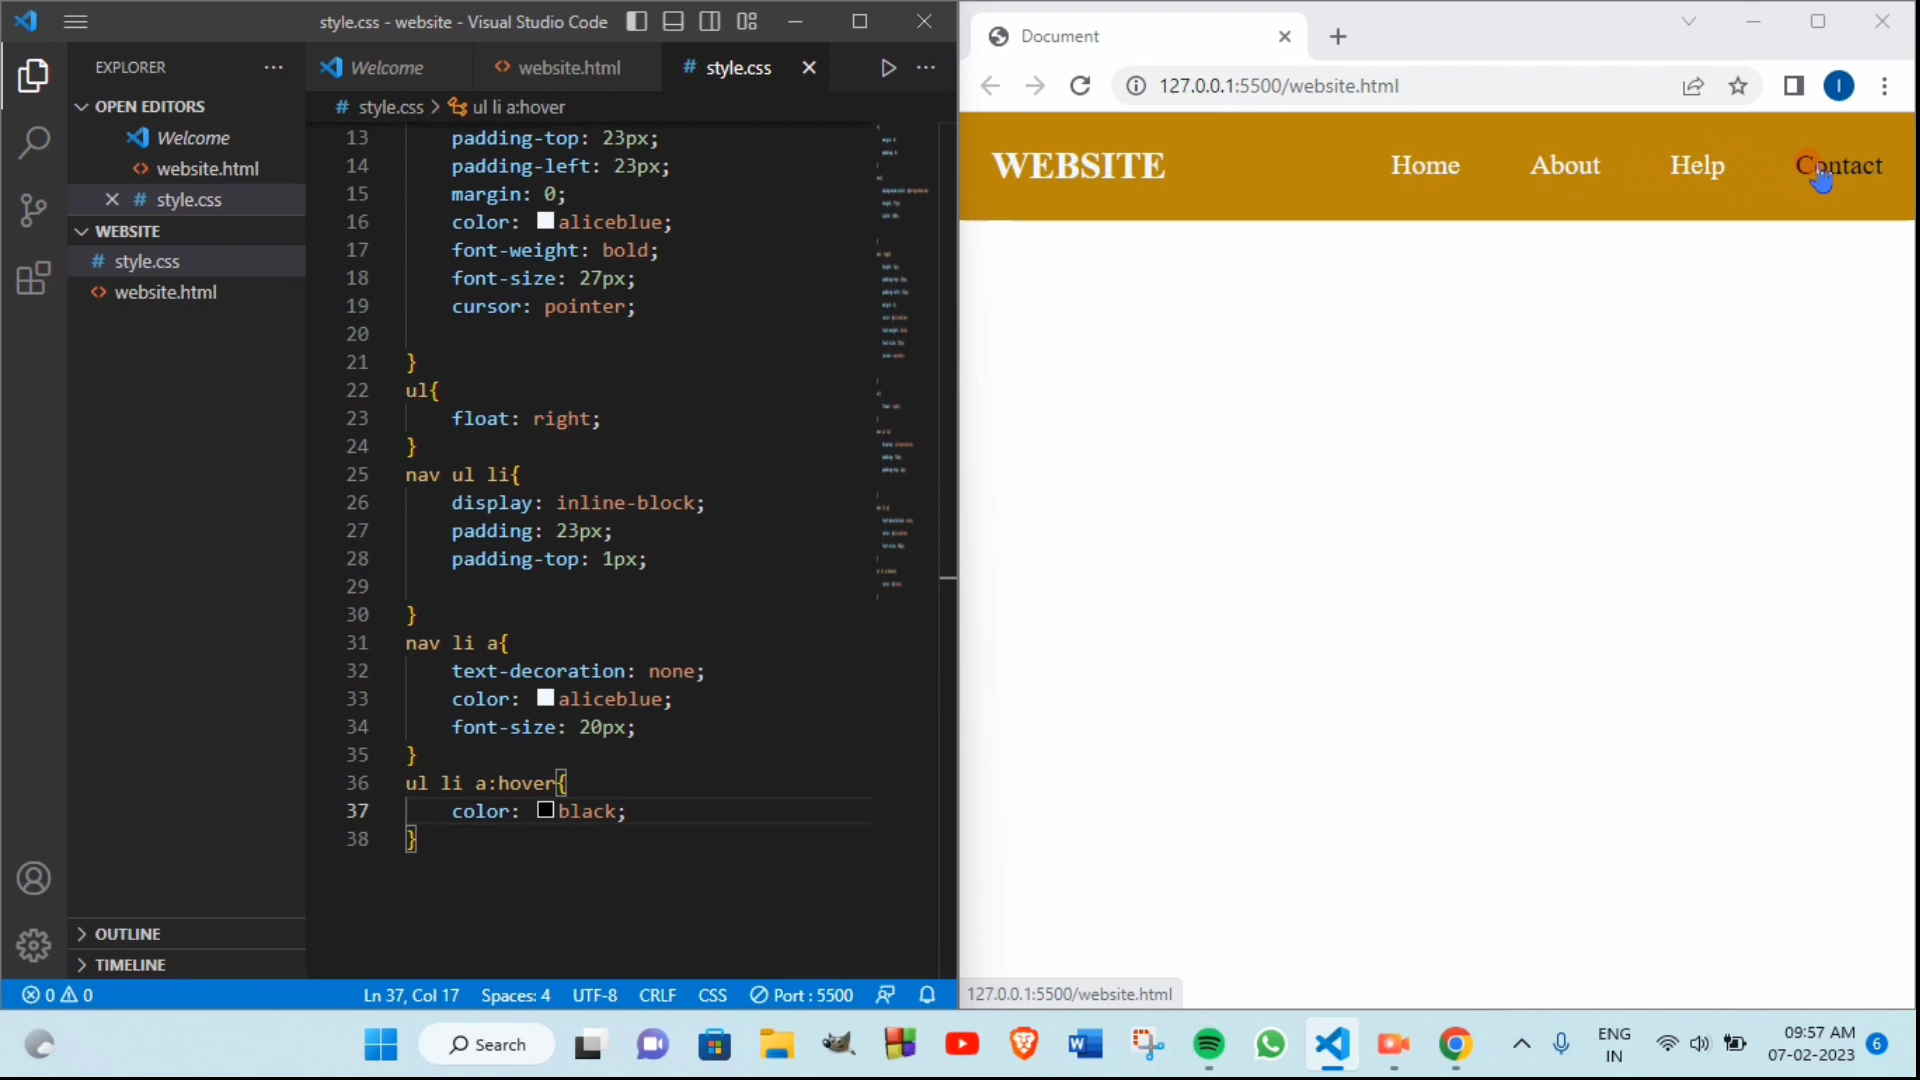 style.css - website - Visual Studio Code
EXPLORER
Welcome
website.html
style.css
style.css > ul li a:hover
OPEN EDITORS
Welcome
website.html
style.css
WEBSITE
style.css
website.html
OUTLINE
TIMELINE
13 padding-top: 23px;
14 padding-left: 23px;
15 margin: 0;
16 color: aliceblue;
17 font-weight: bold;
18 font-size: 27px;
19 cursor: pointer;
20
21 }
22 ul{
23 float: right;
24 }
25 nav ul li{
26 display: inline-block;
27 padding: 23px;
28 padding-top: 1px;
29
30 }
31 nav li a{
32 text-decoration: none;
33 color: aliceblue;
34 font-size: 20px;
35 }
36 ul li a:hover{
37 color: black;
38 }
0 0
Ln 37, Col 17 Spaces: 4 UTF-8 CRLF CSS Port : 5500
Document
127.0.0.1:5500/website.html
I
WEBSITE Home About Help Contact
127.0.0.1:5500/website.html
Search
ENG
IN
09:57 AM
07-02-2023
6